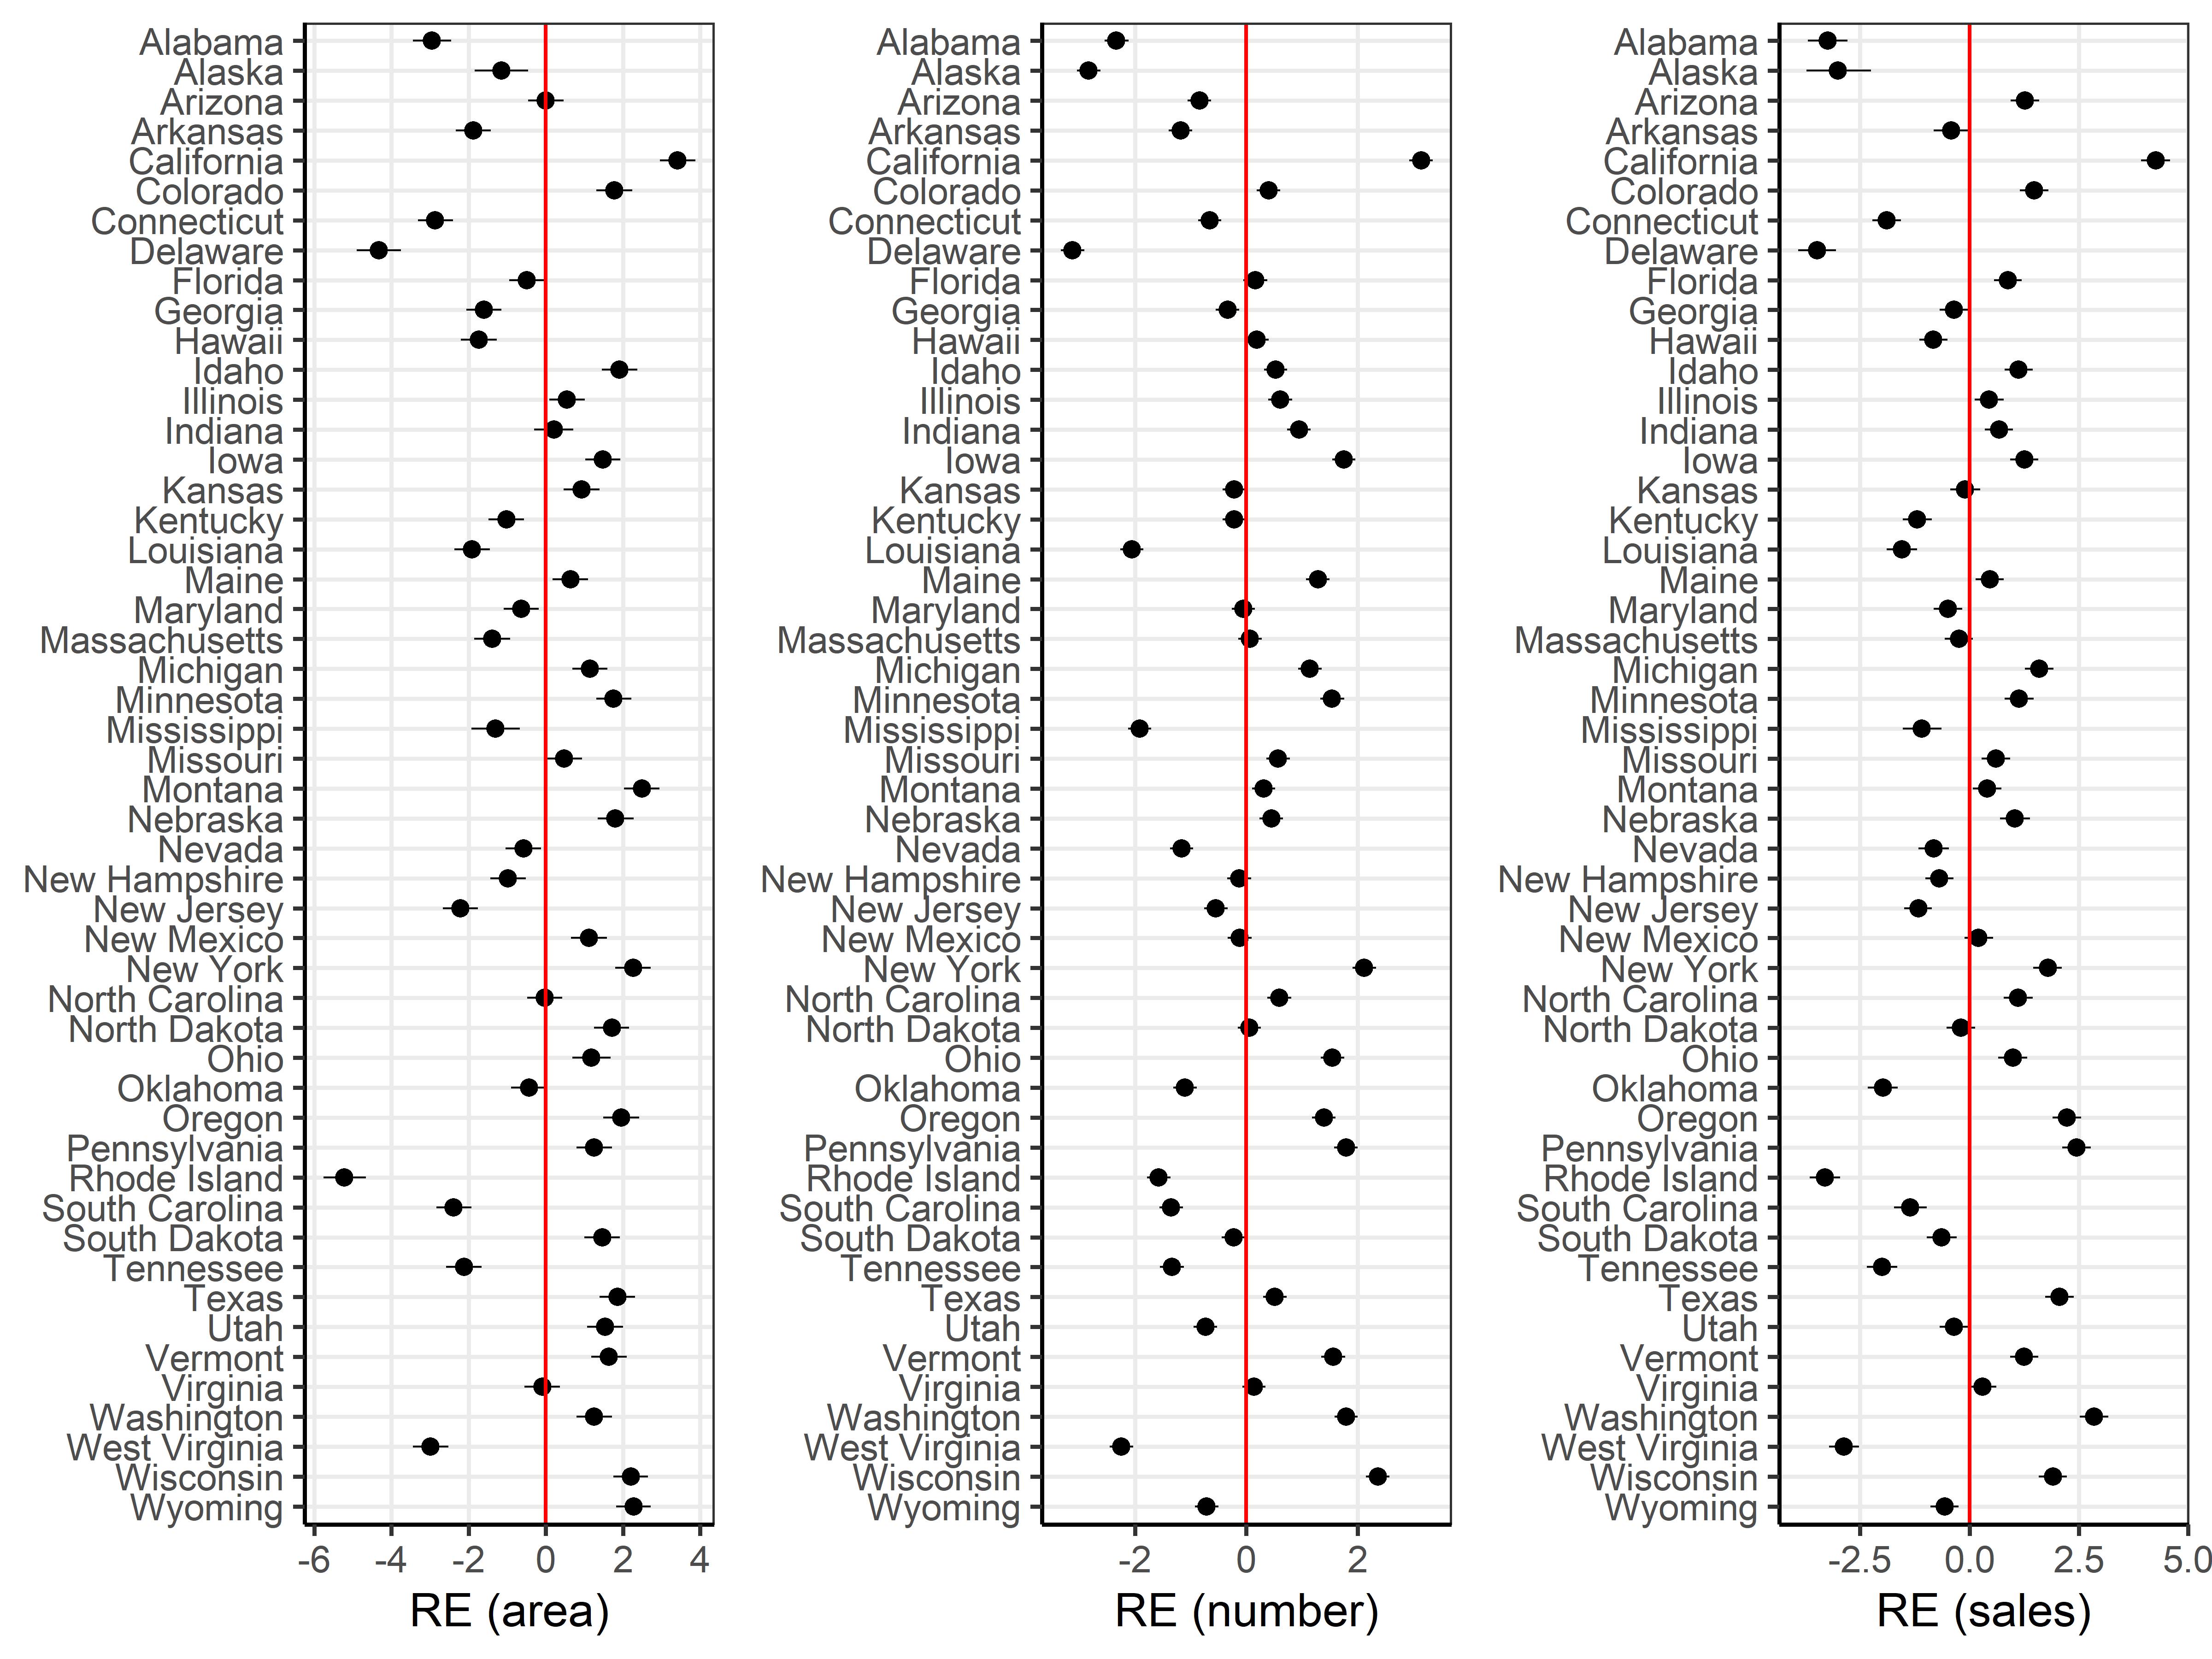 Alabama
Alaska
Arizona
Arkansas
California
Colorado
Connecticut
Delaware
Florida
Georgia
Hawaii
Idaho
Illinois
Indiana
Iowa
Kansas
Kentucky
Louisiana
Maine
Maryland
Massachusetts
Michigan
Minnesota
Mississippi
Missouri
Montana
Nebraska
Nevada
New Hampshire
New Jersey
New Mexico
New York
North Carolina
North Dakota
Ohio
Oklahoma
Oregon
Pennsylvania
Rhode Island
South Carolina
South Dakota
Tennessee
Texas
Utah
Vermont
Virginia
Washington
West Virginia
Wisconsin
Wyoming
-6 -4 -2 0 2 4
RE (area)
Alabama
Alaska
Arizona
Arkansas
California
Colorado
Connecticut
Delaware
Florida
Georgia
Hawaii
Idaho
Illinois
Indiana
Iowa
Kansas
Kentucky
Louisiana
Maine
Maryland
Massachusetts
Michigan
Minnesota
Mississippi
Missouri
Montana
Nebraska
Nevada
New Hampshire
New Jersey
New Mexico
New York
North Carolina
North Dakota
Ohio
Oklahoma
Oregon
Pennsylvania
Rhode Island
South Carolina
South Dakota
Tennessee
Texas
Utah
Vermont
Virginia
Washington
West Virginia
Wisconsin
Wyoming
-2 0 2
RE (number)
Alabama
Alaska
Arizona
Arkansas
California
Colorado
Connecticut
Delaware
Florida
Georgia
Hawaii
Idaho
Illinois
Indiana
Iowa
Kansas
Kentucky
Louisiana
Maine
Maryland
Massachusetts
Michigan
Minnesota
Mississippi
Missouri
Montana
Nebraska
Nevada
New Hampshire
New Jersey
New Mexico
New York
North Carolina
North Dakota
Ohio
Oklahoma
Oregon
Pennsylvania
Rhode Island
South Carolina
South Dakota
Tennessee
Texas
Utah
Vermont
Virginia
Washington
West Virginia
Wisconsin
Wyoming
-2.5 0.0 2.5 5.0
RE (sales)